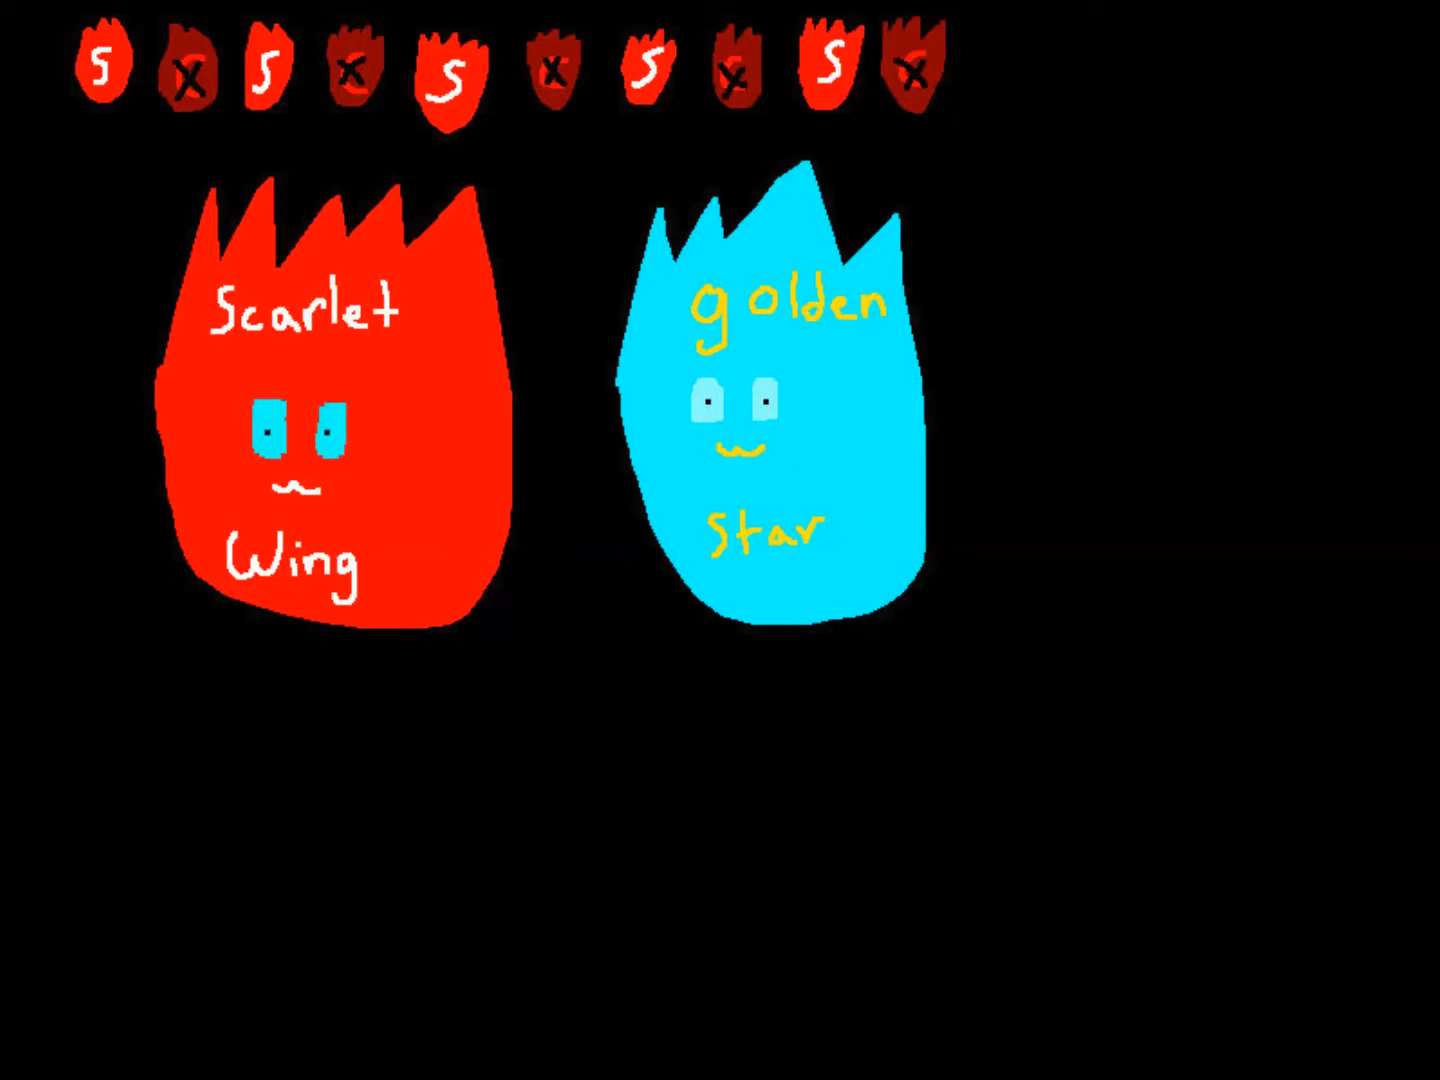 S X S X S X S X S X
Scarlet
Wing
golden
Star